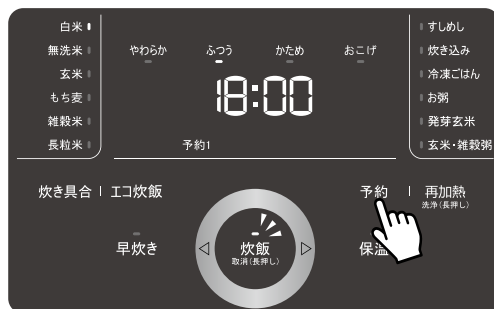 白米
無洗米
玄米
もち麦
雑穀米
長粒米
やわらか ふつう かため おこげ
18:00
予約1
すしめし
炊き込み
冷凍ごはん
お粥
発芽玄米
玄米・雑穀粥
炊き具合 | エコ炊飯
予約 | 再加熱
洗浄(長押し)
早炊き
炊飯
取消(長押し)
保温